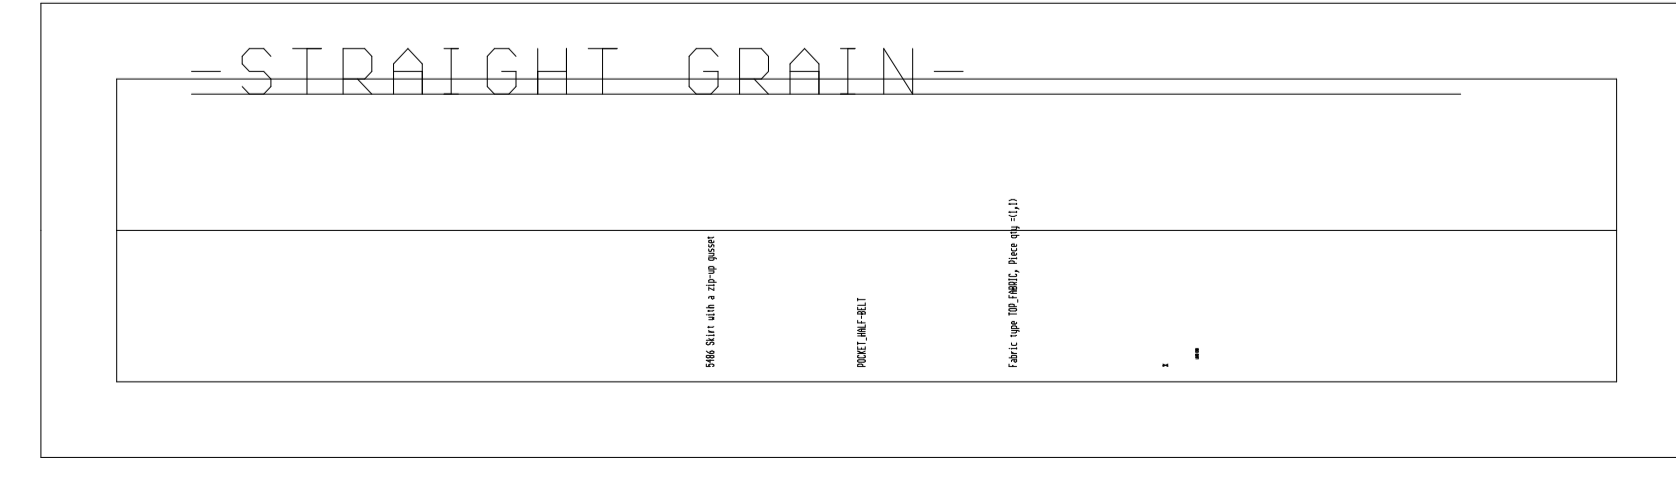 -STRAIGHT GRAIN-
5486 Skirt with a zip-up gusset
POCKET_HALF-BELT
Fabric type TOP_FABRIC, Piece qty =(1,1)